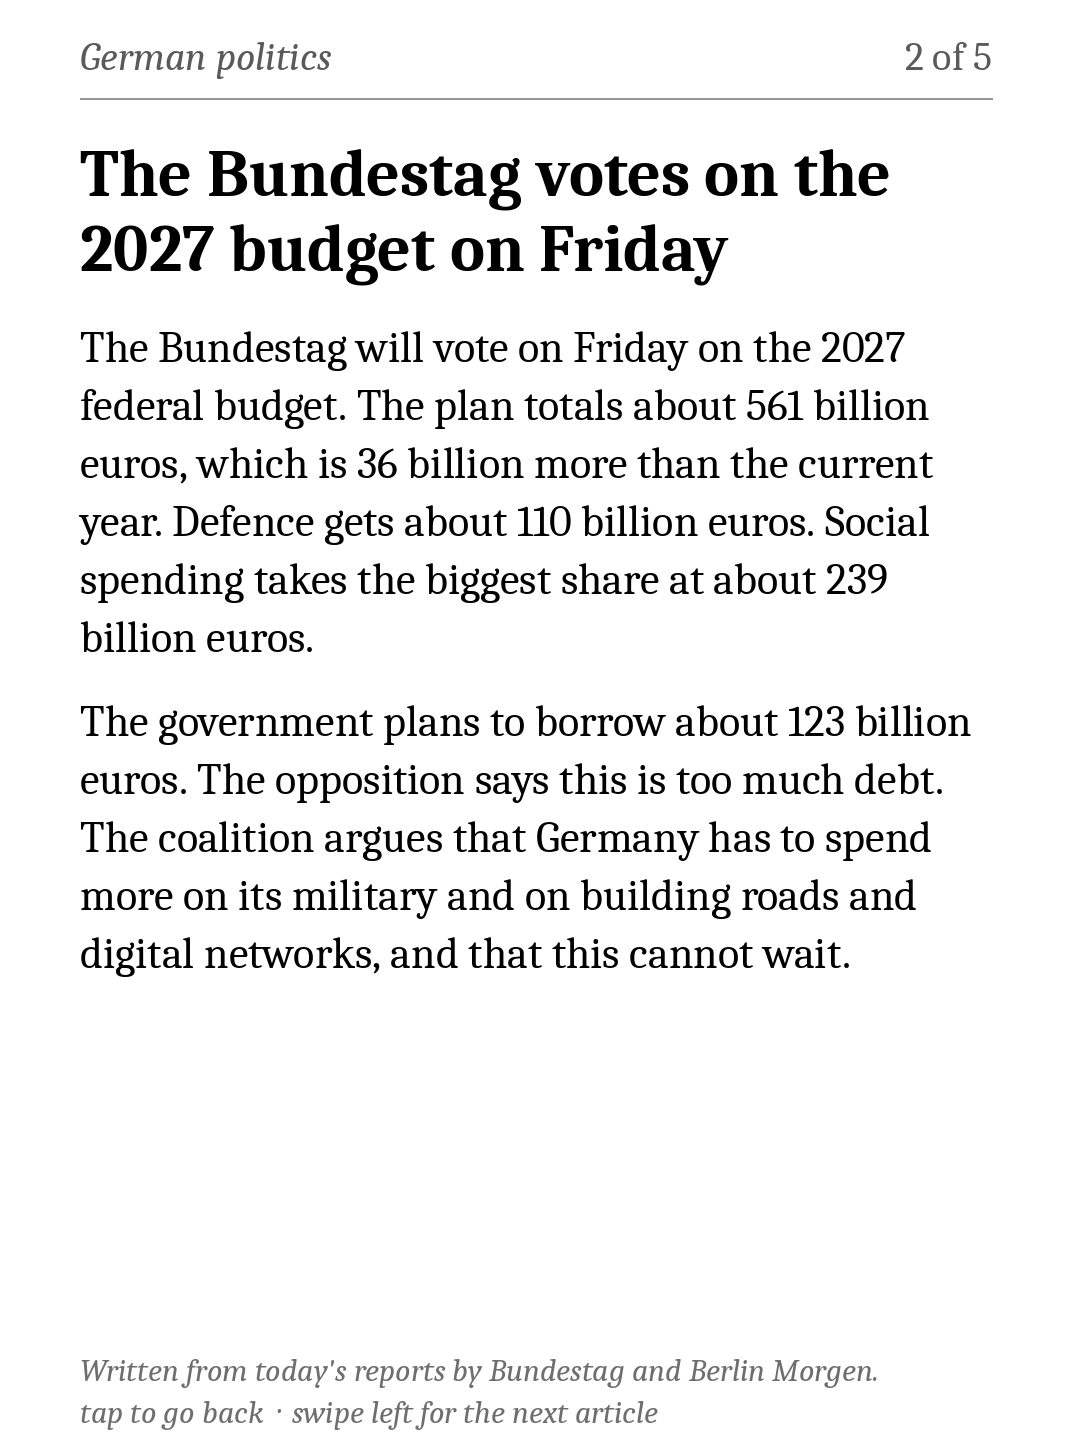 German politics
2 of 5
The Bundestag votes on the
2027 budget on Friday
The Bundestag will vote on Friday on the 2027
federal budget. The plan totals about 561 billion
euros, which is 36 billion more than the current
year. Defence gets about 110 billion euros. Social
spending takes the biggest share at about 239
billion euros.
The government plans to borrow about 123 billion
euros. The opposition says this is too much debt.
The coalition argues that Germany has to spend
more on its military and on building roads and
digital networks, and that this cannot wait.
Written from today's reports by Bundestag and Berlin Morgen.
tap to go back · swipe left for the next article